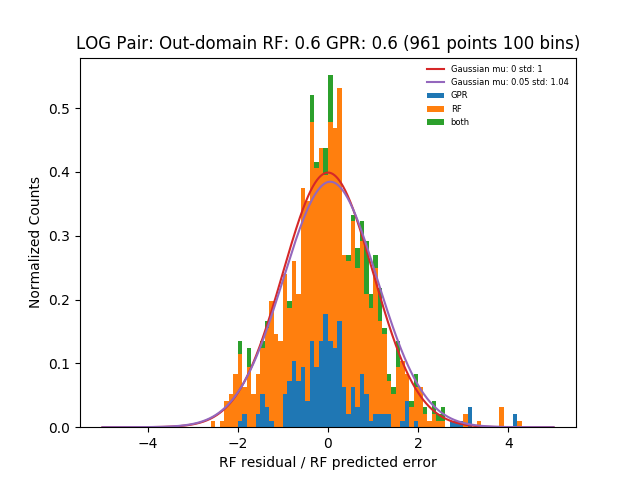 LOG Pair: Out-domain RF: 0.6 GPR: 0.6 (961 points 100 bins)
Gaussian mu: 0 std: 1
Gaussian mu: 0.05 std: 1.04
GPR
RF
both
Normalized Counts
0.5
0.4
0.3
0.2
0.1
0.0
−4 −2 0 2 4
RF residual / RF predicted error